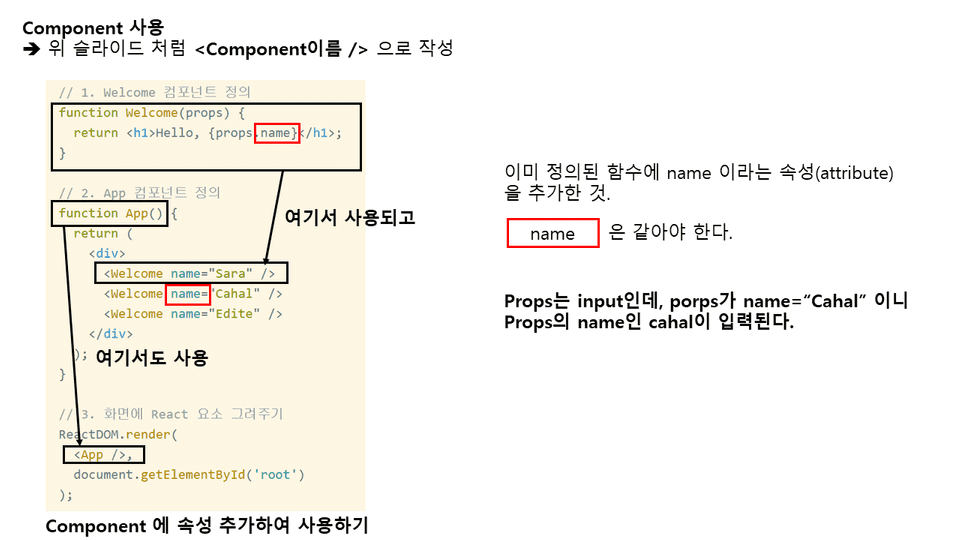 Component 사용
➔ 위 슬라이드 처럼 <Component이름 /> 으로 작성
// 1. Welcome 컴포넌트 정의
function Welcome(props) {
return <h1>Hello, {props.name}</h1>;
}
// 2. App 컴포넌트 정의
function App() {
여기서 사용되고
return (
<div>
<Welcome name="Sara" />
<Welcome name="Cahal" />
<Welcome name="Edite" />
</div>
);
여기서도 사용
}
// 3. 화면에 React 요소 그려주기
ReactDOM.render(
<App />,
document.getElementById('root')
);
Component 에 속성 추가하여 사용하기
이미 정의된 함수에 name 이라는 속성(attribute)
을 추가한 것.
name 은 같아야 한다.
Props는 input인데, porps가 name=“Cahal” 이니
Props의 name인 cahal이 입력된다.